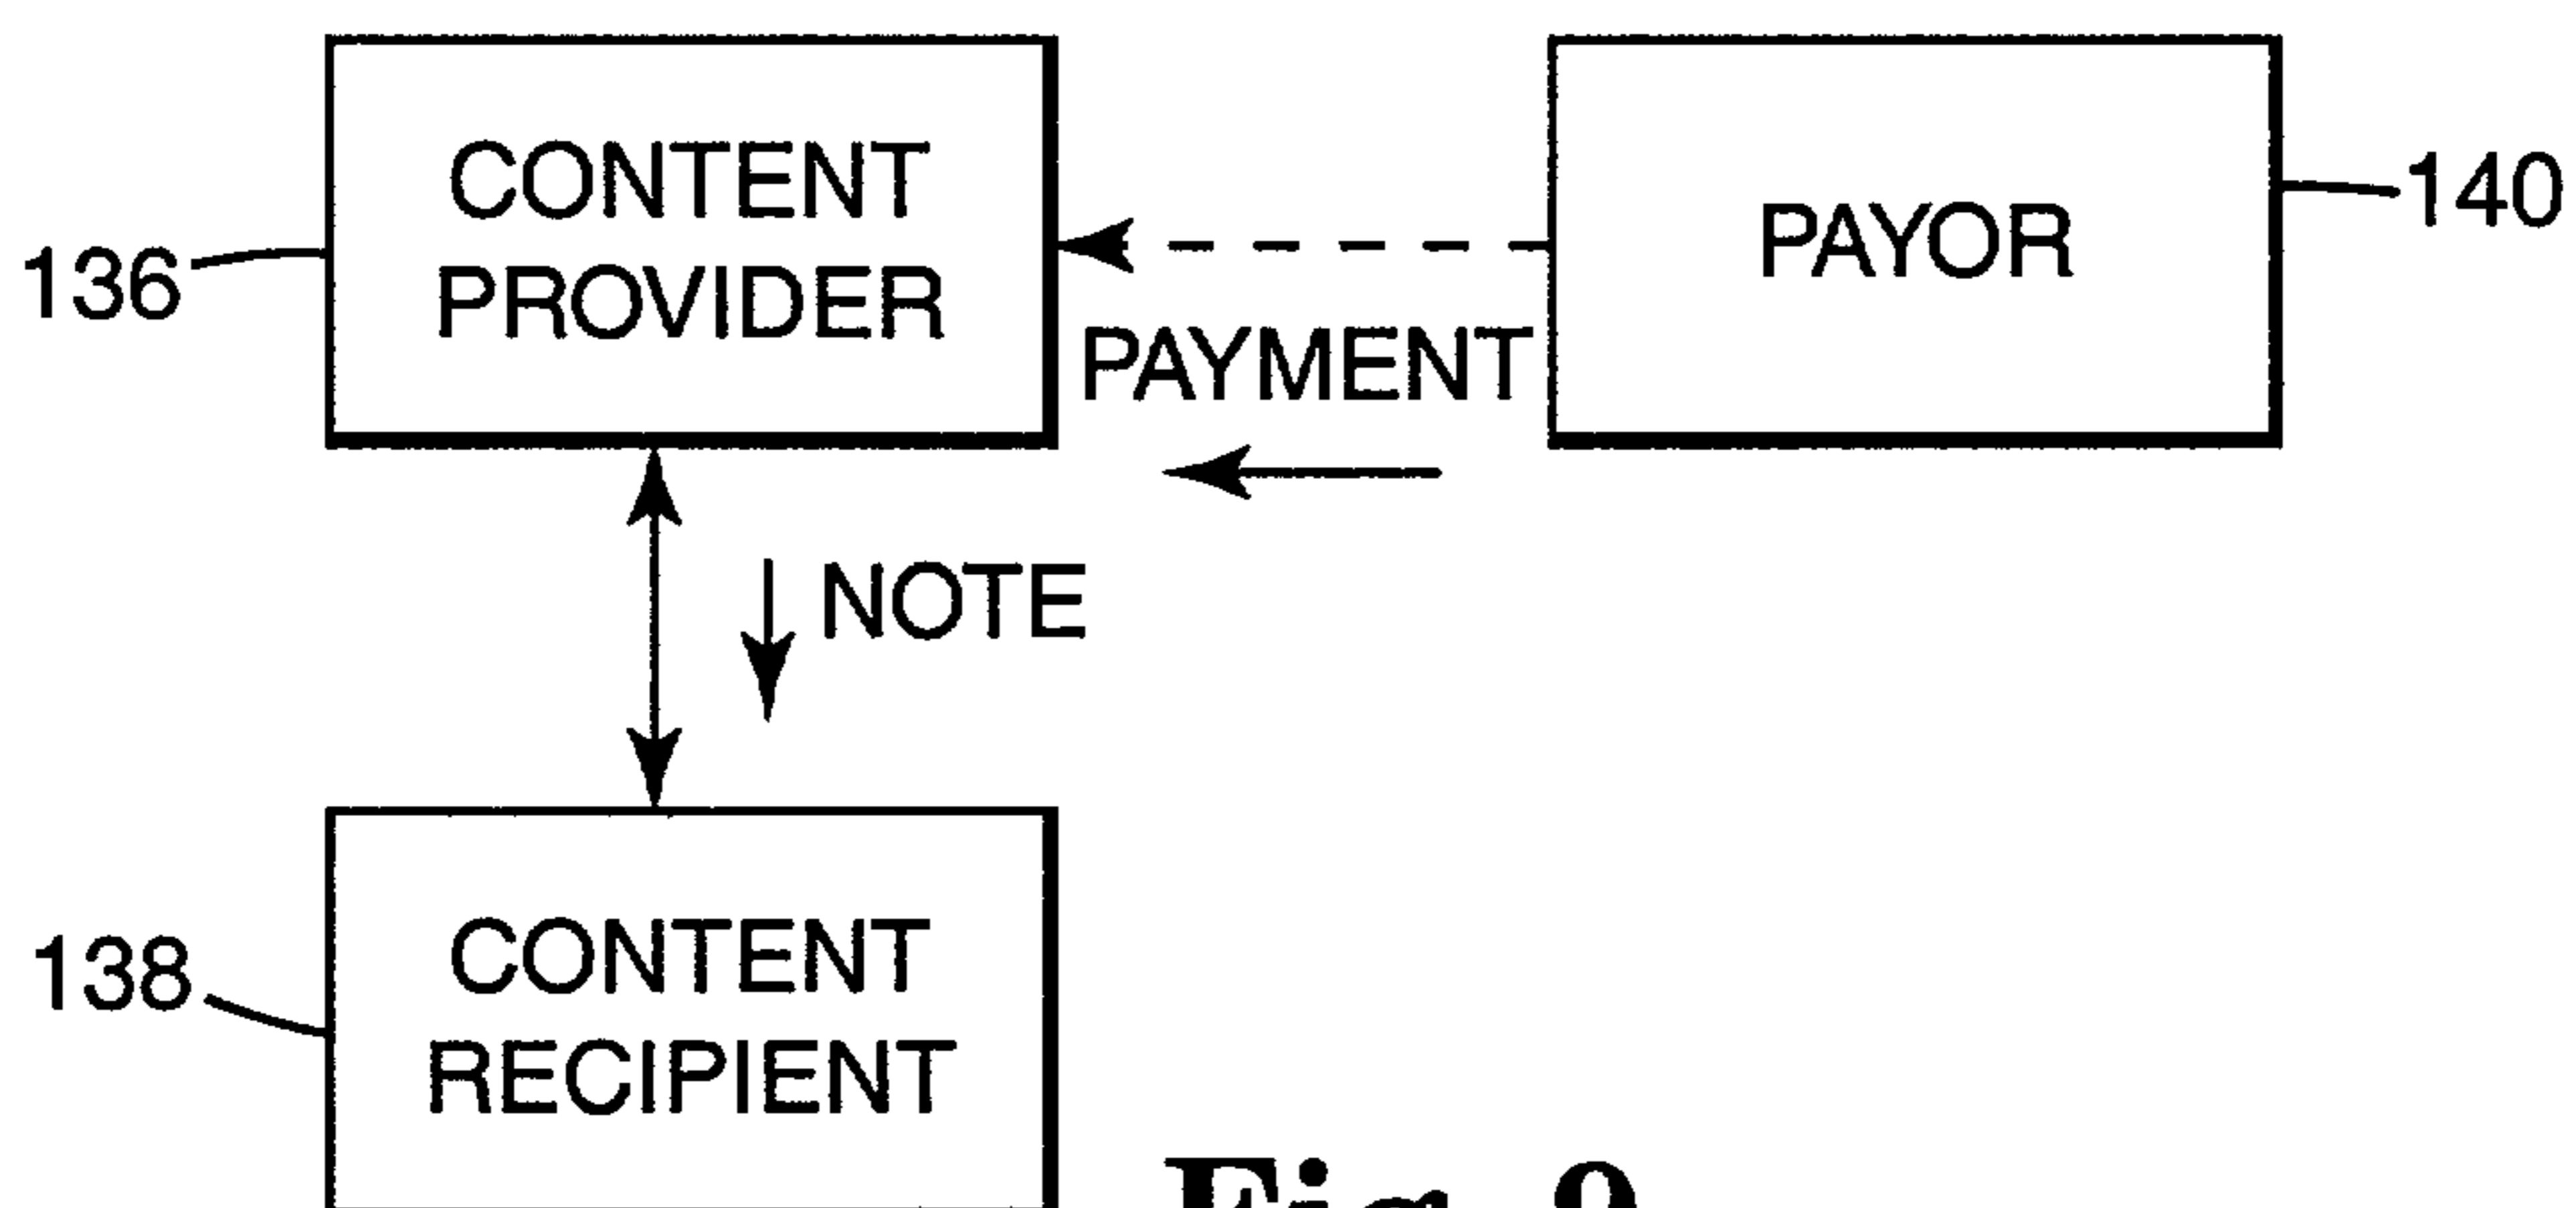 CONTENT
PROVIDER
136
PAYOR
140
PAYMENT
NOTE
CONTENT
RECIPIENT
138